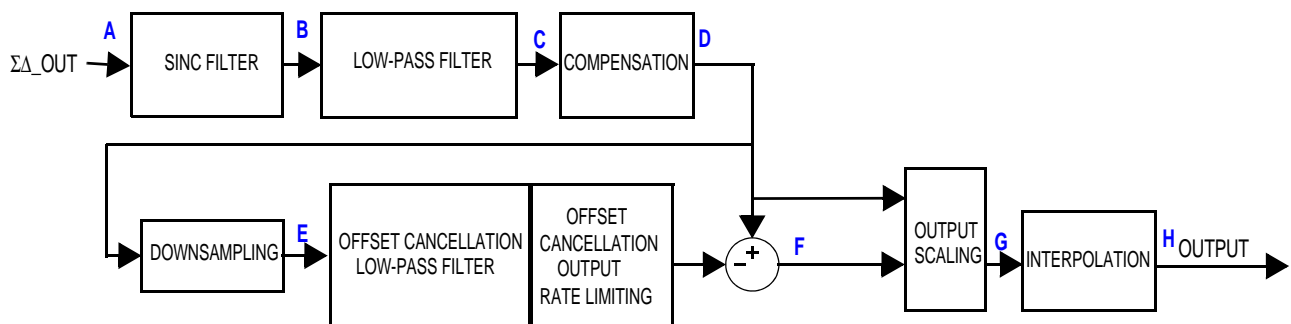 A
B
C
D
ΣΔ_OUT
SINC FILTER
LOW-PASS FILTER
COMPENSATION
E
DOWNSAMPLING
OFFSET CANCELLATION
LOW-PASS FILTER
OFFSET
CANCELLATION
OUTPUT
RATE LIMITING
- +
F
OUTPUT
SCALING
G
INTERPOLATION
H
OUTPUT